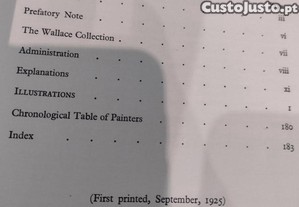 Custojusto.pt
Prefatory Note . . . . . . iii
The Wallace Collection . . . . . . vi
Administration . . . . . . vii
Explanations . . . . . . xi
ILLUSTRATIONS . . . . . . 1
Chronological Table of Painters . . . . . . 180
Index . . . . . . 183
(First printed, September, 1925)